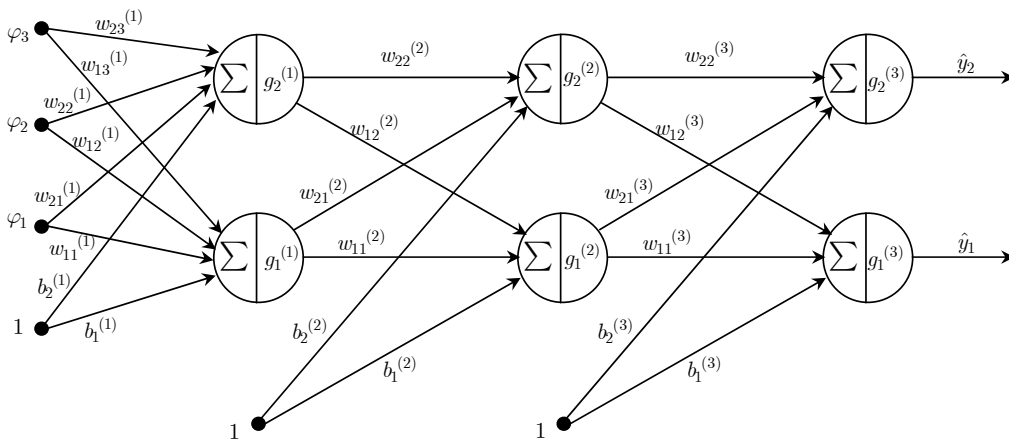 φ₃
w₂₃⁽¹⁾
w₁₃⁽¹⁾
φ₂
w₂₂⁽¹⁾
w₁₂⁽¹⁾
φ₁
w₂₁⁽¹⁾
w₁₁⁽¹⁾
1
b₂⁽¹⁾
b₁⁽¹⁾
∑ g₂⁽¹⁾
∑ g₁⁽¹⁾
w₂₂⁽²⁾
w₁₂⁽²⁾
w₂₁⁽²⁾
w₁₁⁽²⁾
b₂⁽²⁾
b₁⁽²⁾
1
∑ g₂⁽²⁾
∑ g₁⁽²⁾
w₂₂⁽³⁾
w₁₂⁽³⁾
w₂₁⁽³⁾
w₁₁⁽³⁾
b₂⁽³⁾
b₁⁽³⁾
1
∑ g₂⁽³⁾
∑ g₁⁽³⁾
ŷ₂
ŷ₁